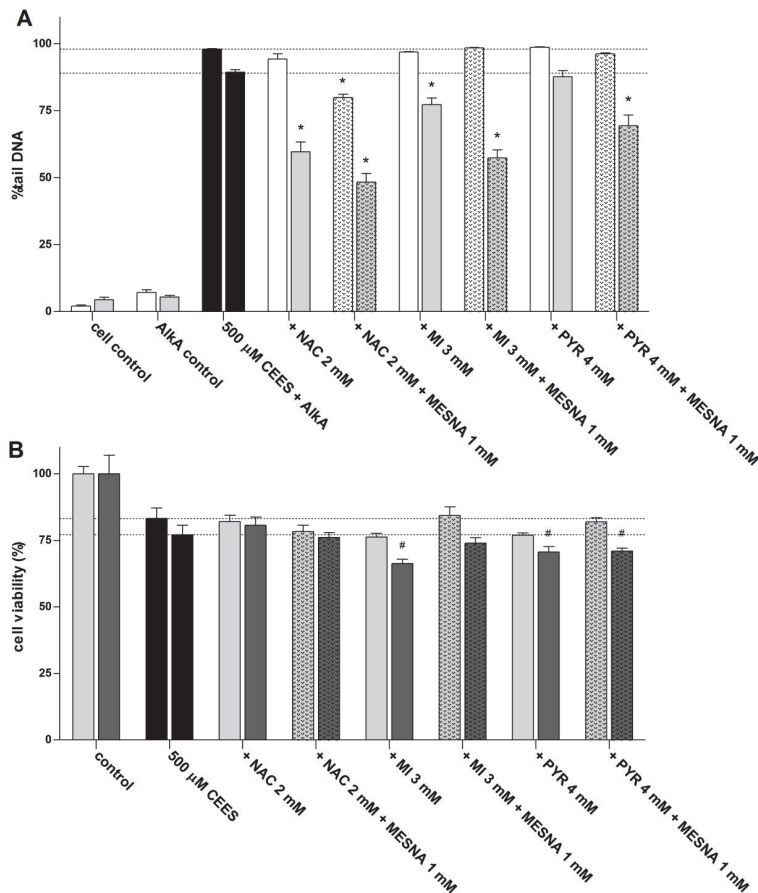 A
100
75
50
25
0
%tail DNA
* * * * * *
cell control
AlkA control
500 µM CEES + AlkA
+ NAC 2 mM
+ NAC 2 mM + MESNA 1 mM
+ MI 3 mM
+ MI 3 mM + MESNA 1 mM
+ PYR 4 mM
+ PYR 4 mM + MESNA 1 mM
B
100
75
50
25
0
cell viability (%)
# # #
control
500 µM CEES
+ NAC 2 mM
+ NAC 2 mM + MESNA 1 mM
+ MI 3 mM
+ MI 3 mM + MESNA 1 mM
+ PYR 4 mM
+ PYR 4 mM + MESNA 1 mM